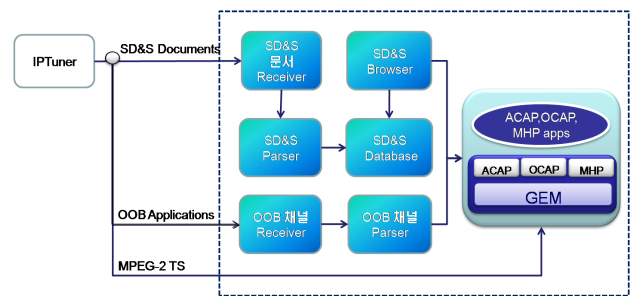 SD&S Documents
IPTuner
SD&S
문서
Receiver
SD&S
Browser
ACAP,OCAP,
MHP apps
SD&S
Parser
SD&S
Database
ACAP
OCAP
MHP
GEM
OOB Applications
OOB 채널
Receiver
OOB 채널
Parser
MPEG-2 TS